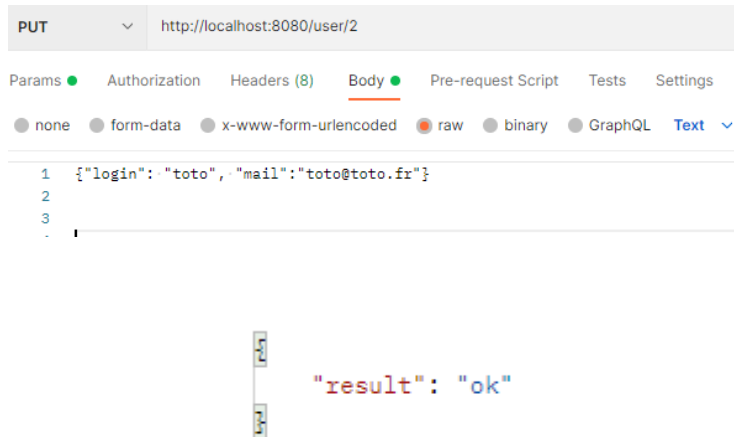 PUT http://localhost:8080/user/2
Params Authorization Headers (8) Body Pre-request Script Tests Settings
none form-data x-www-form-urlencoded raw binary GraphQL Text
1 {"login": "toto", "mail":"toto@toto.fr"}
2
3
{
"result": "ok"
}